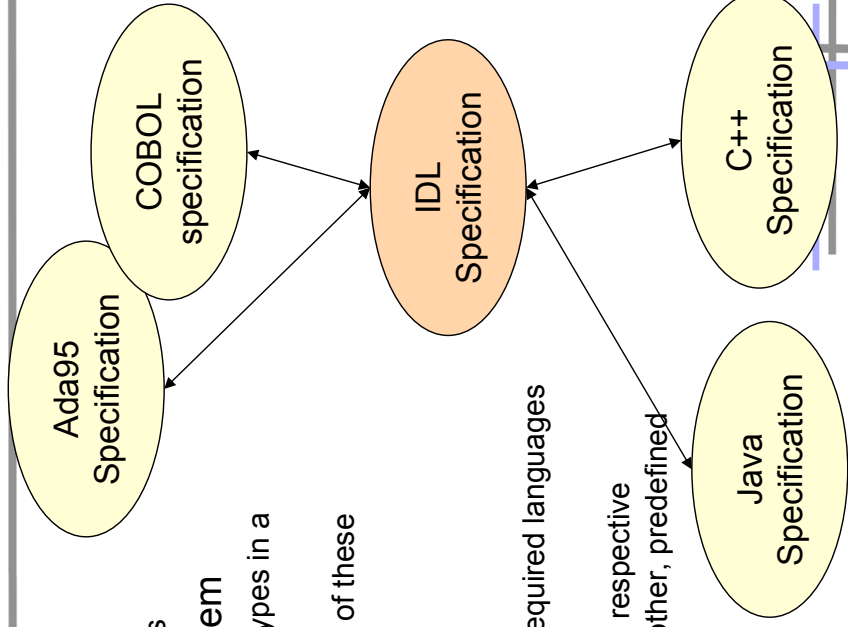 s
em
ypes in a
of these
equired languages
respective
other, predefined
Ada95
Specification
COBOL
specification
IDL
Specification
Java
Specification
C++
Specification